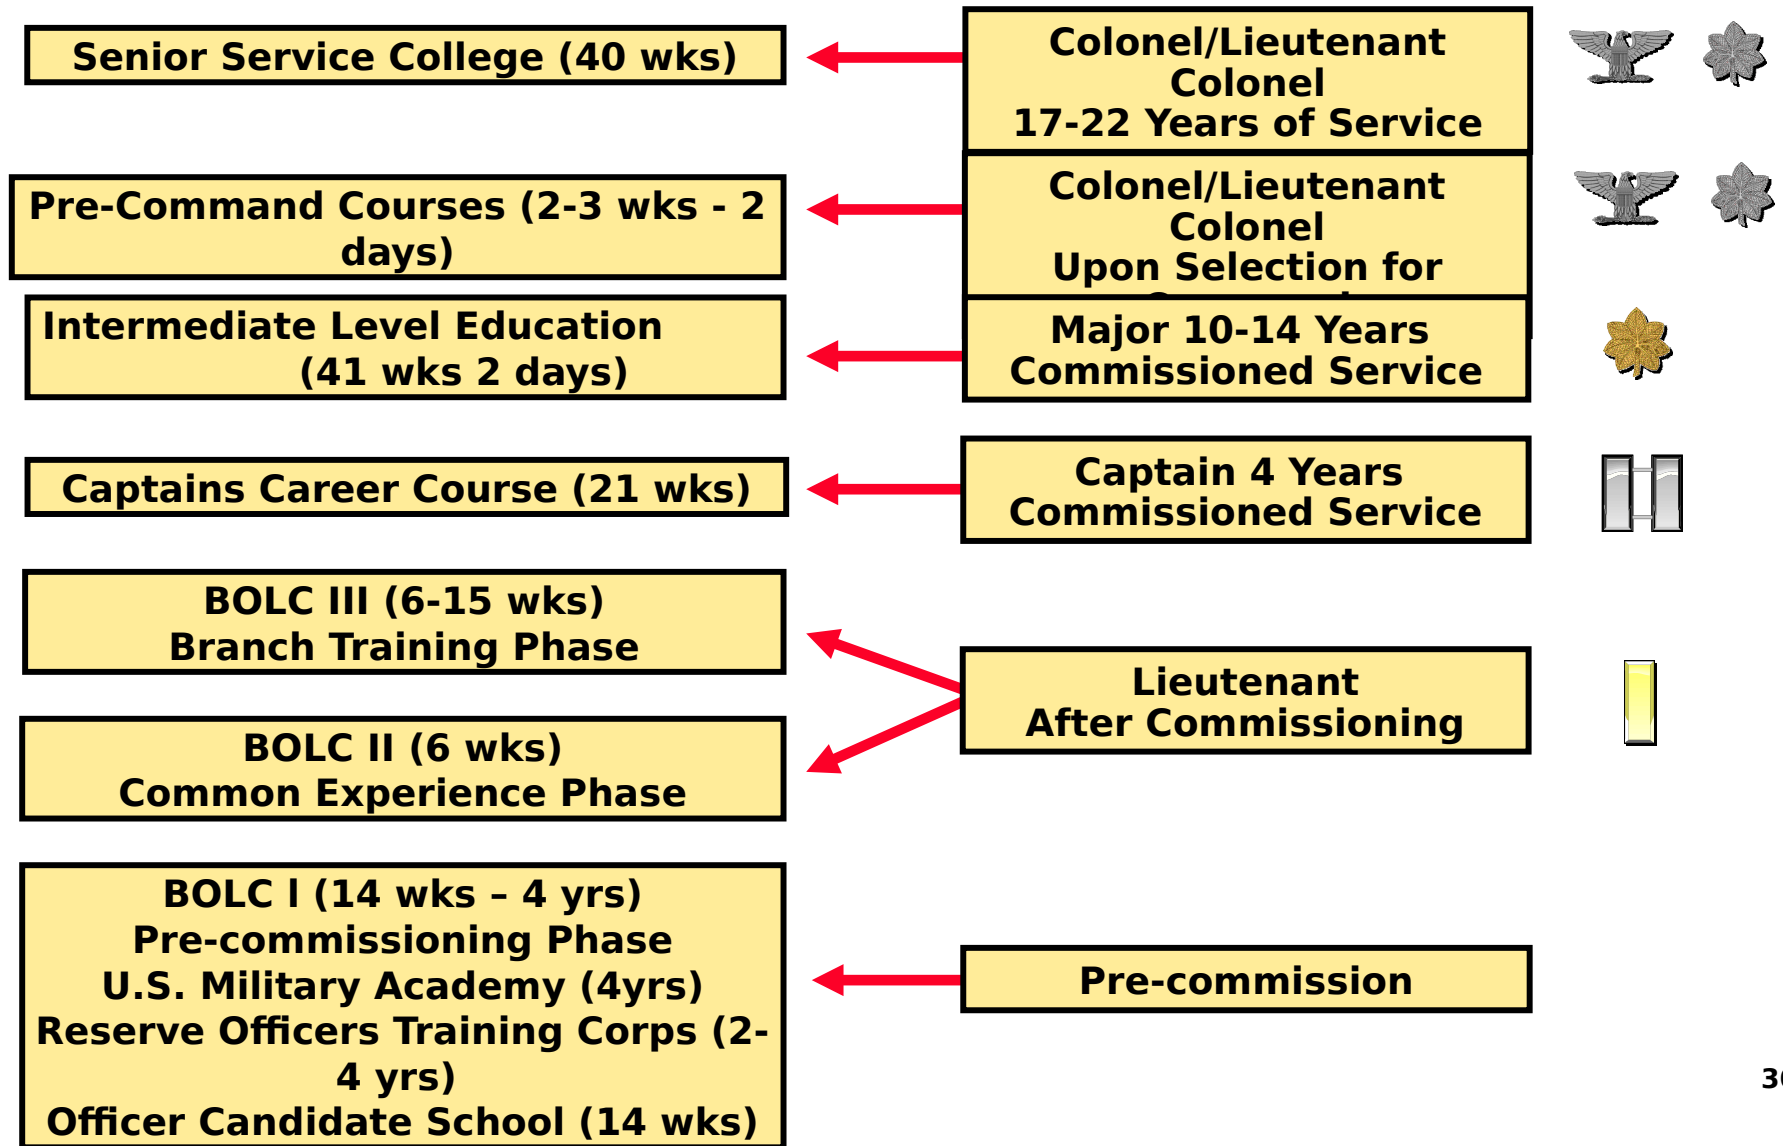 Senior Service College (40 wks)
Colonel/Lieutenant
Colonel
17-22 Years of Service
Pre-Command Courses (2-3 wks - 2
days)
Colonel/Lieutenant
Colonel
Upon Selection for
Intermediate Level Education
(41 wks 2 days)
Major 10-14 Years
Commissioned Service
Captains Career Course (21 wks)
Captain 4 Years
Commissioned Service
BOLC III (6-15 wks)
Branch Training Phase
BOLC II (6 wks)
Common Experience Phase
Lieutenant
After Commissioning
BOLC l (14 wks – 4 yrs)
Pre-commissioning Phase
U.S. Military Academy (4yrs)
Reserve Officers Training Corps (2-
4 yrs)
Officer Candidate School (14 wks)
Pre-commission